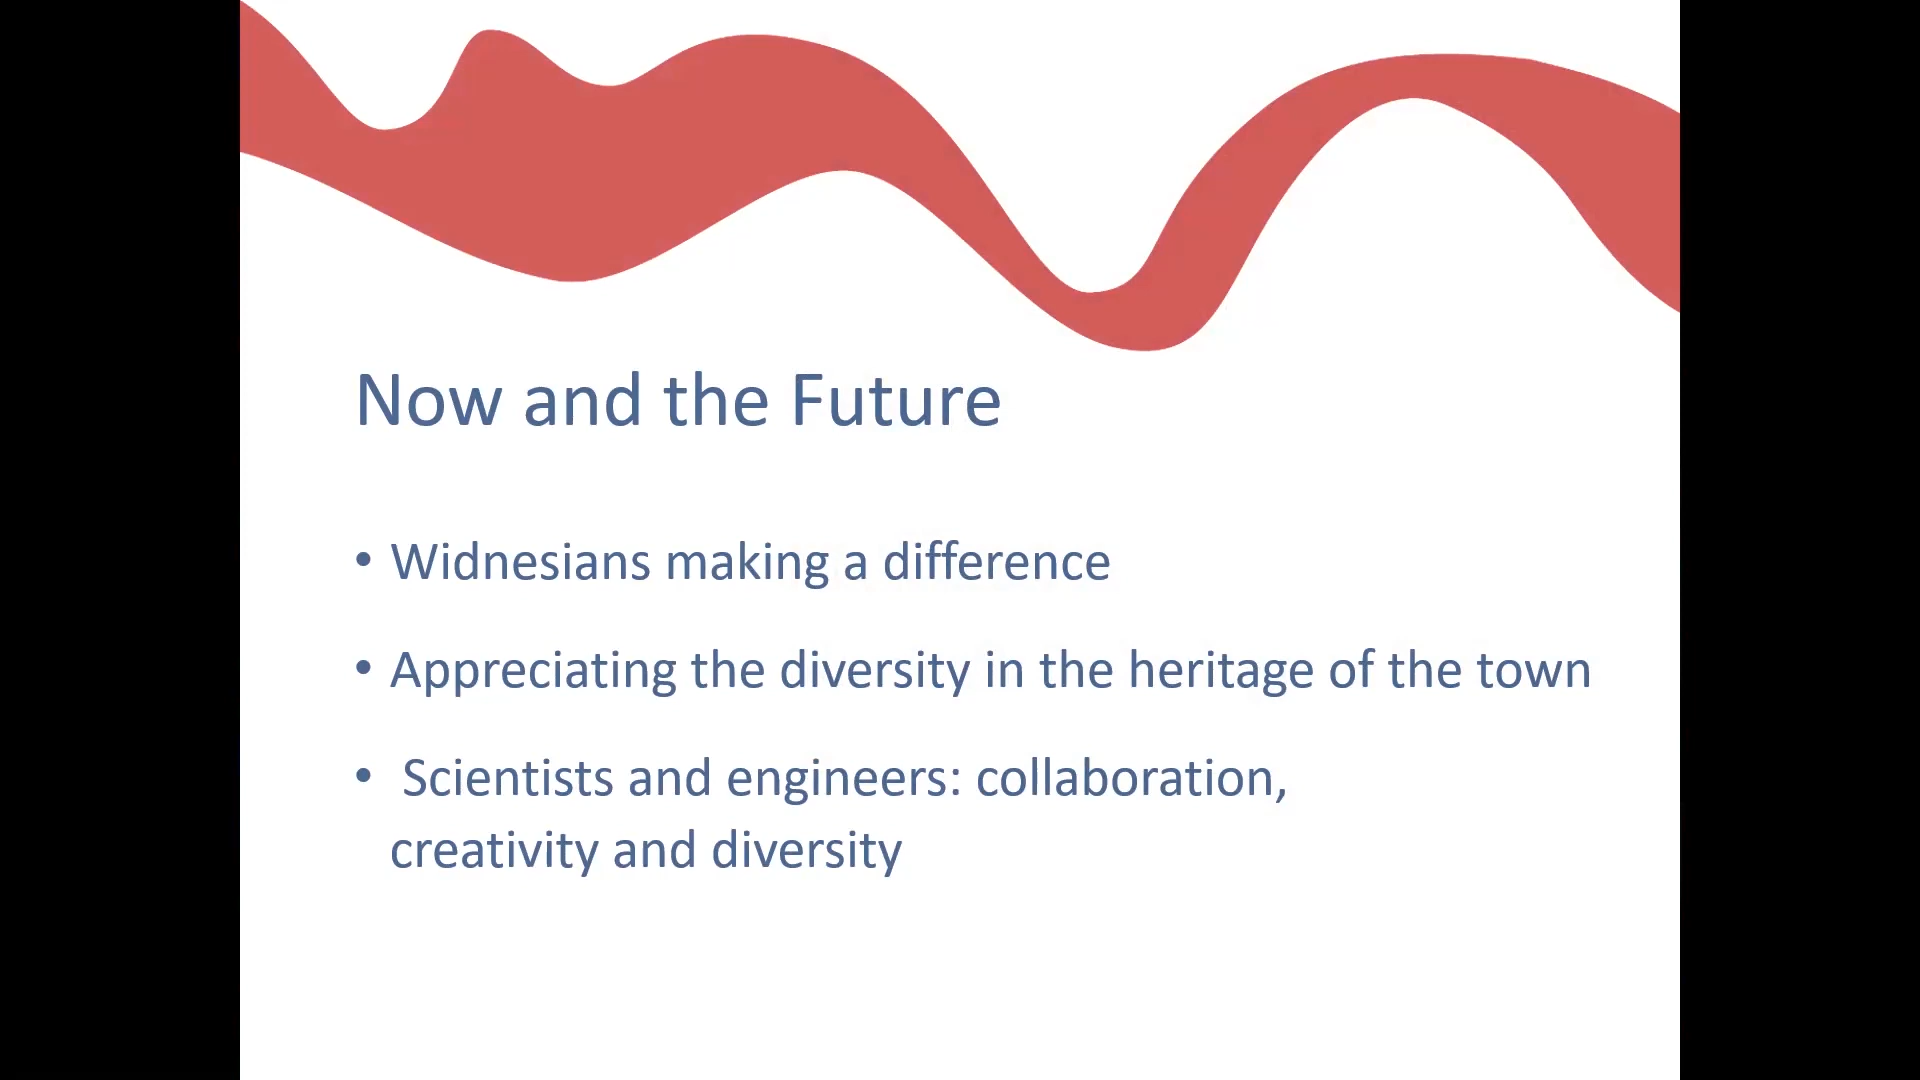 Now and the Future
• Widnesians making a difference
• Appreciating the diversity in the heritage of the town
• Scientists and engineers: collaboration,
creativity and diversity